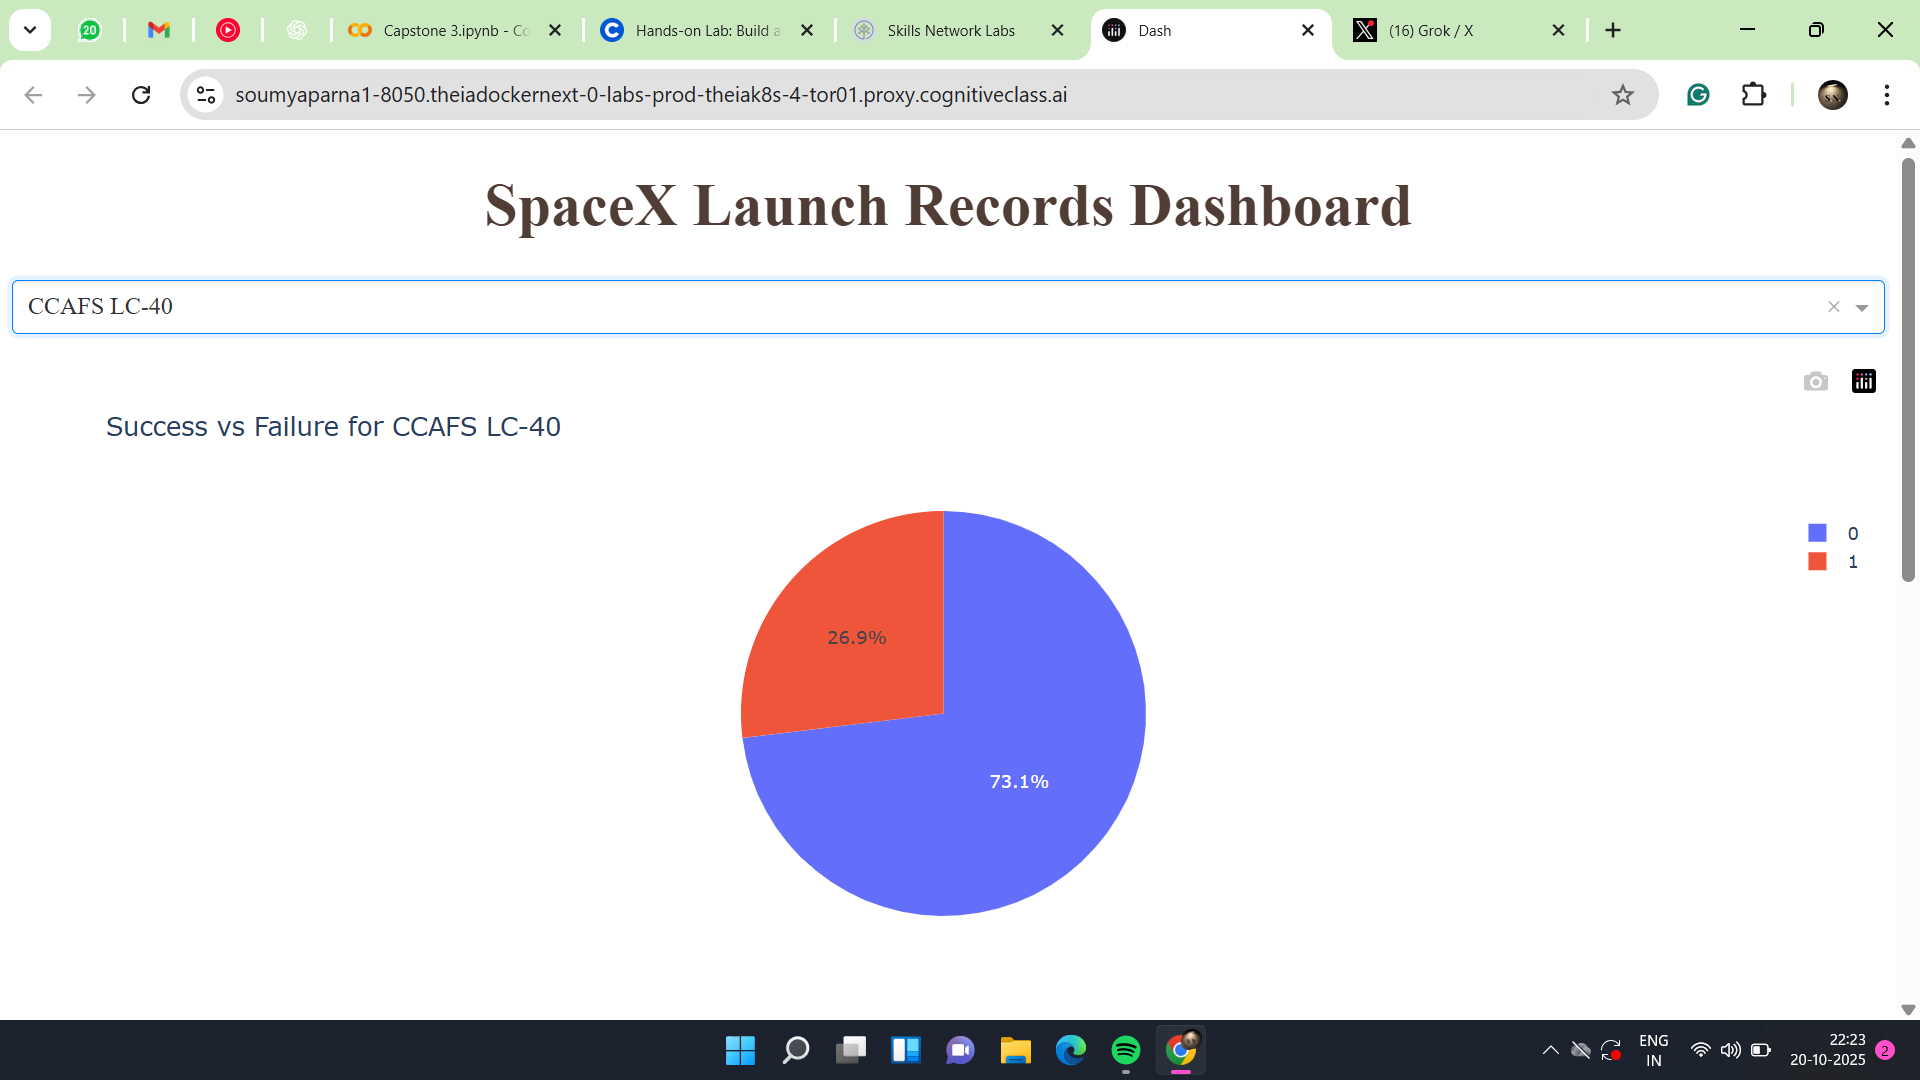 20
Capstone 3.ipynb - Co
Hands-on Lab: Build a
Skills Network Labs
Dash
(16) Grok / X
soumyaparna1-8050.theiadockernext-0-labs-prod-theiak8s-4-tor01.proxy.cognitiveclass.ai
SpaceX Launch Records Dashboard
CCAFS LC-40
Success vs Failure for CCAFS LC-40
0
1
26.9%
73.1%
ENG
IN
22:23
20-10-2025
2